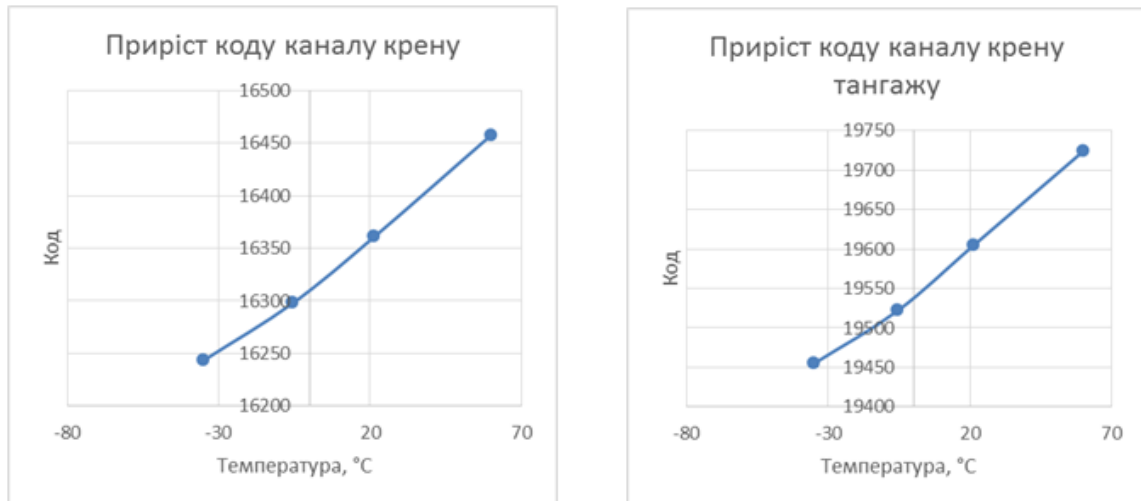 Приріст коду каналу крену
16500
16450
16400
16350
16300
16250
16200
Код
-80 -30 20 70
Температура, °C
Приріст коду каналу крену
тангажу
19750
19700
19650
19600
19550
19500
19450
19400
Код
-80 -30 20 70
Температура, °C